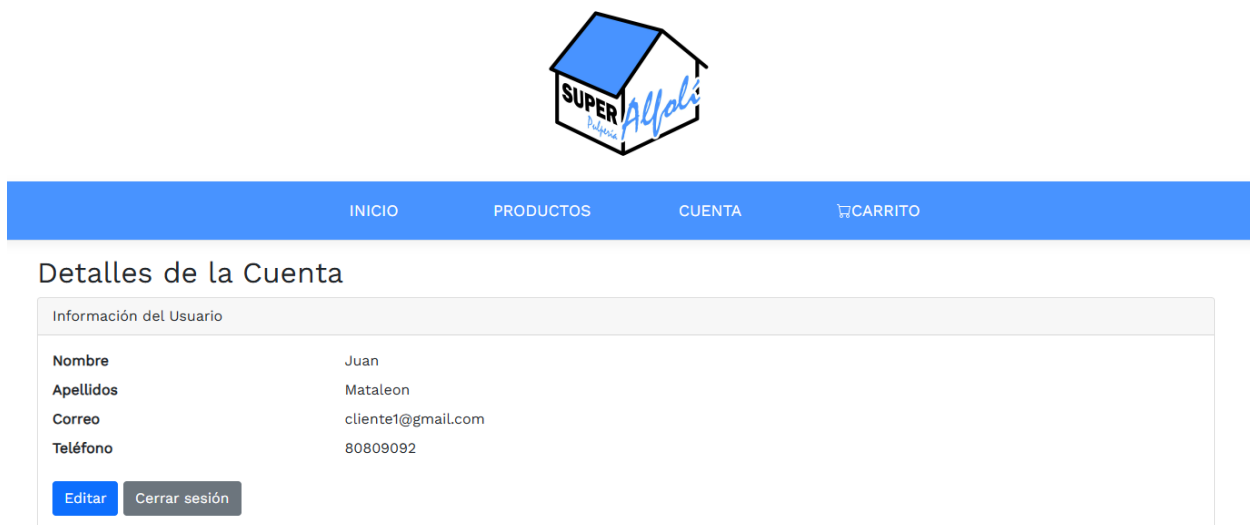 SUPER
Pulpería
Alfolí
INICIO PRODUCTOS CUENTA CARRITO
Detalles de la Cuenta
Información del Usuario
Nombre Juan
Apellidos Mataleon
Correo cliente1@gmail.com
Teléfono 80809092
Editar Cerrar sesión